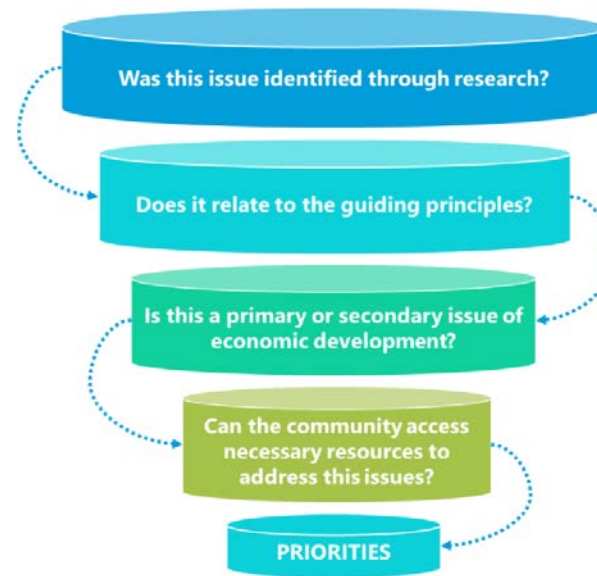 Was this issue identified through research?
Does it relate to the guiding principles?
Is this a primary or secondary issue of
economic development?
Can the community access
necessary resources to
address this issues?
PRIORITIES